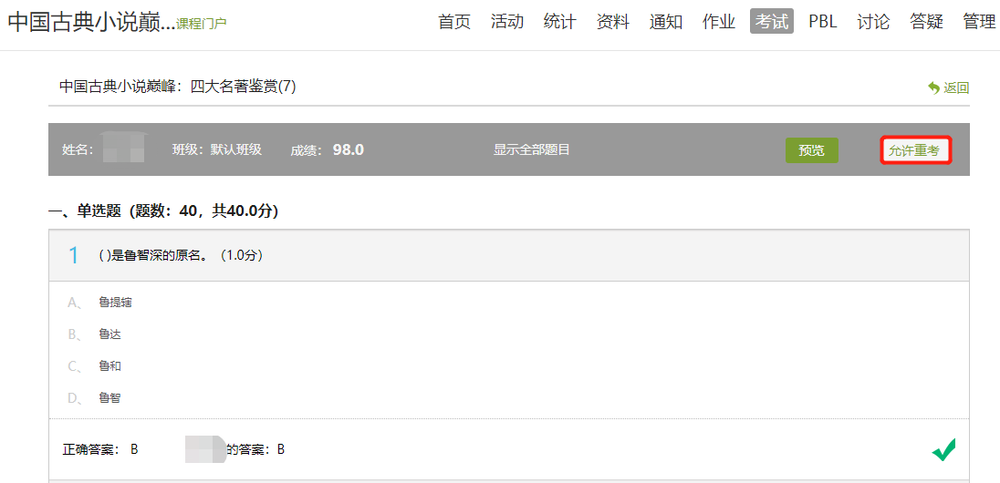 中国古典小说巅...课程门户 首页 活动 统计 资料 通知 作业 考试 PBL 讨论 答疑 管理
中国古典小说巅峰：四大名著鉴赏(7) 返回
姓名： 班级：默认班级 成绩： 98.0 显示全部题目 预览 允许重考
一、单选题（题数：40，共40.0分）
1 ( )是鲁智深的原名。（1.0分）
A、 鲁提辖
B、 鲁达
C、 鲁和
D、 鲁智
正确答案： B 的答案：B